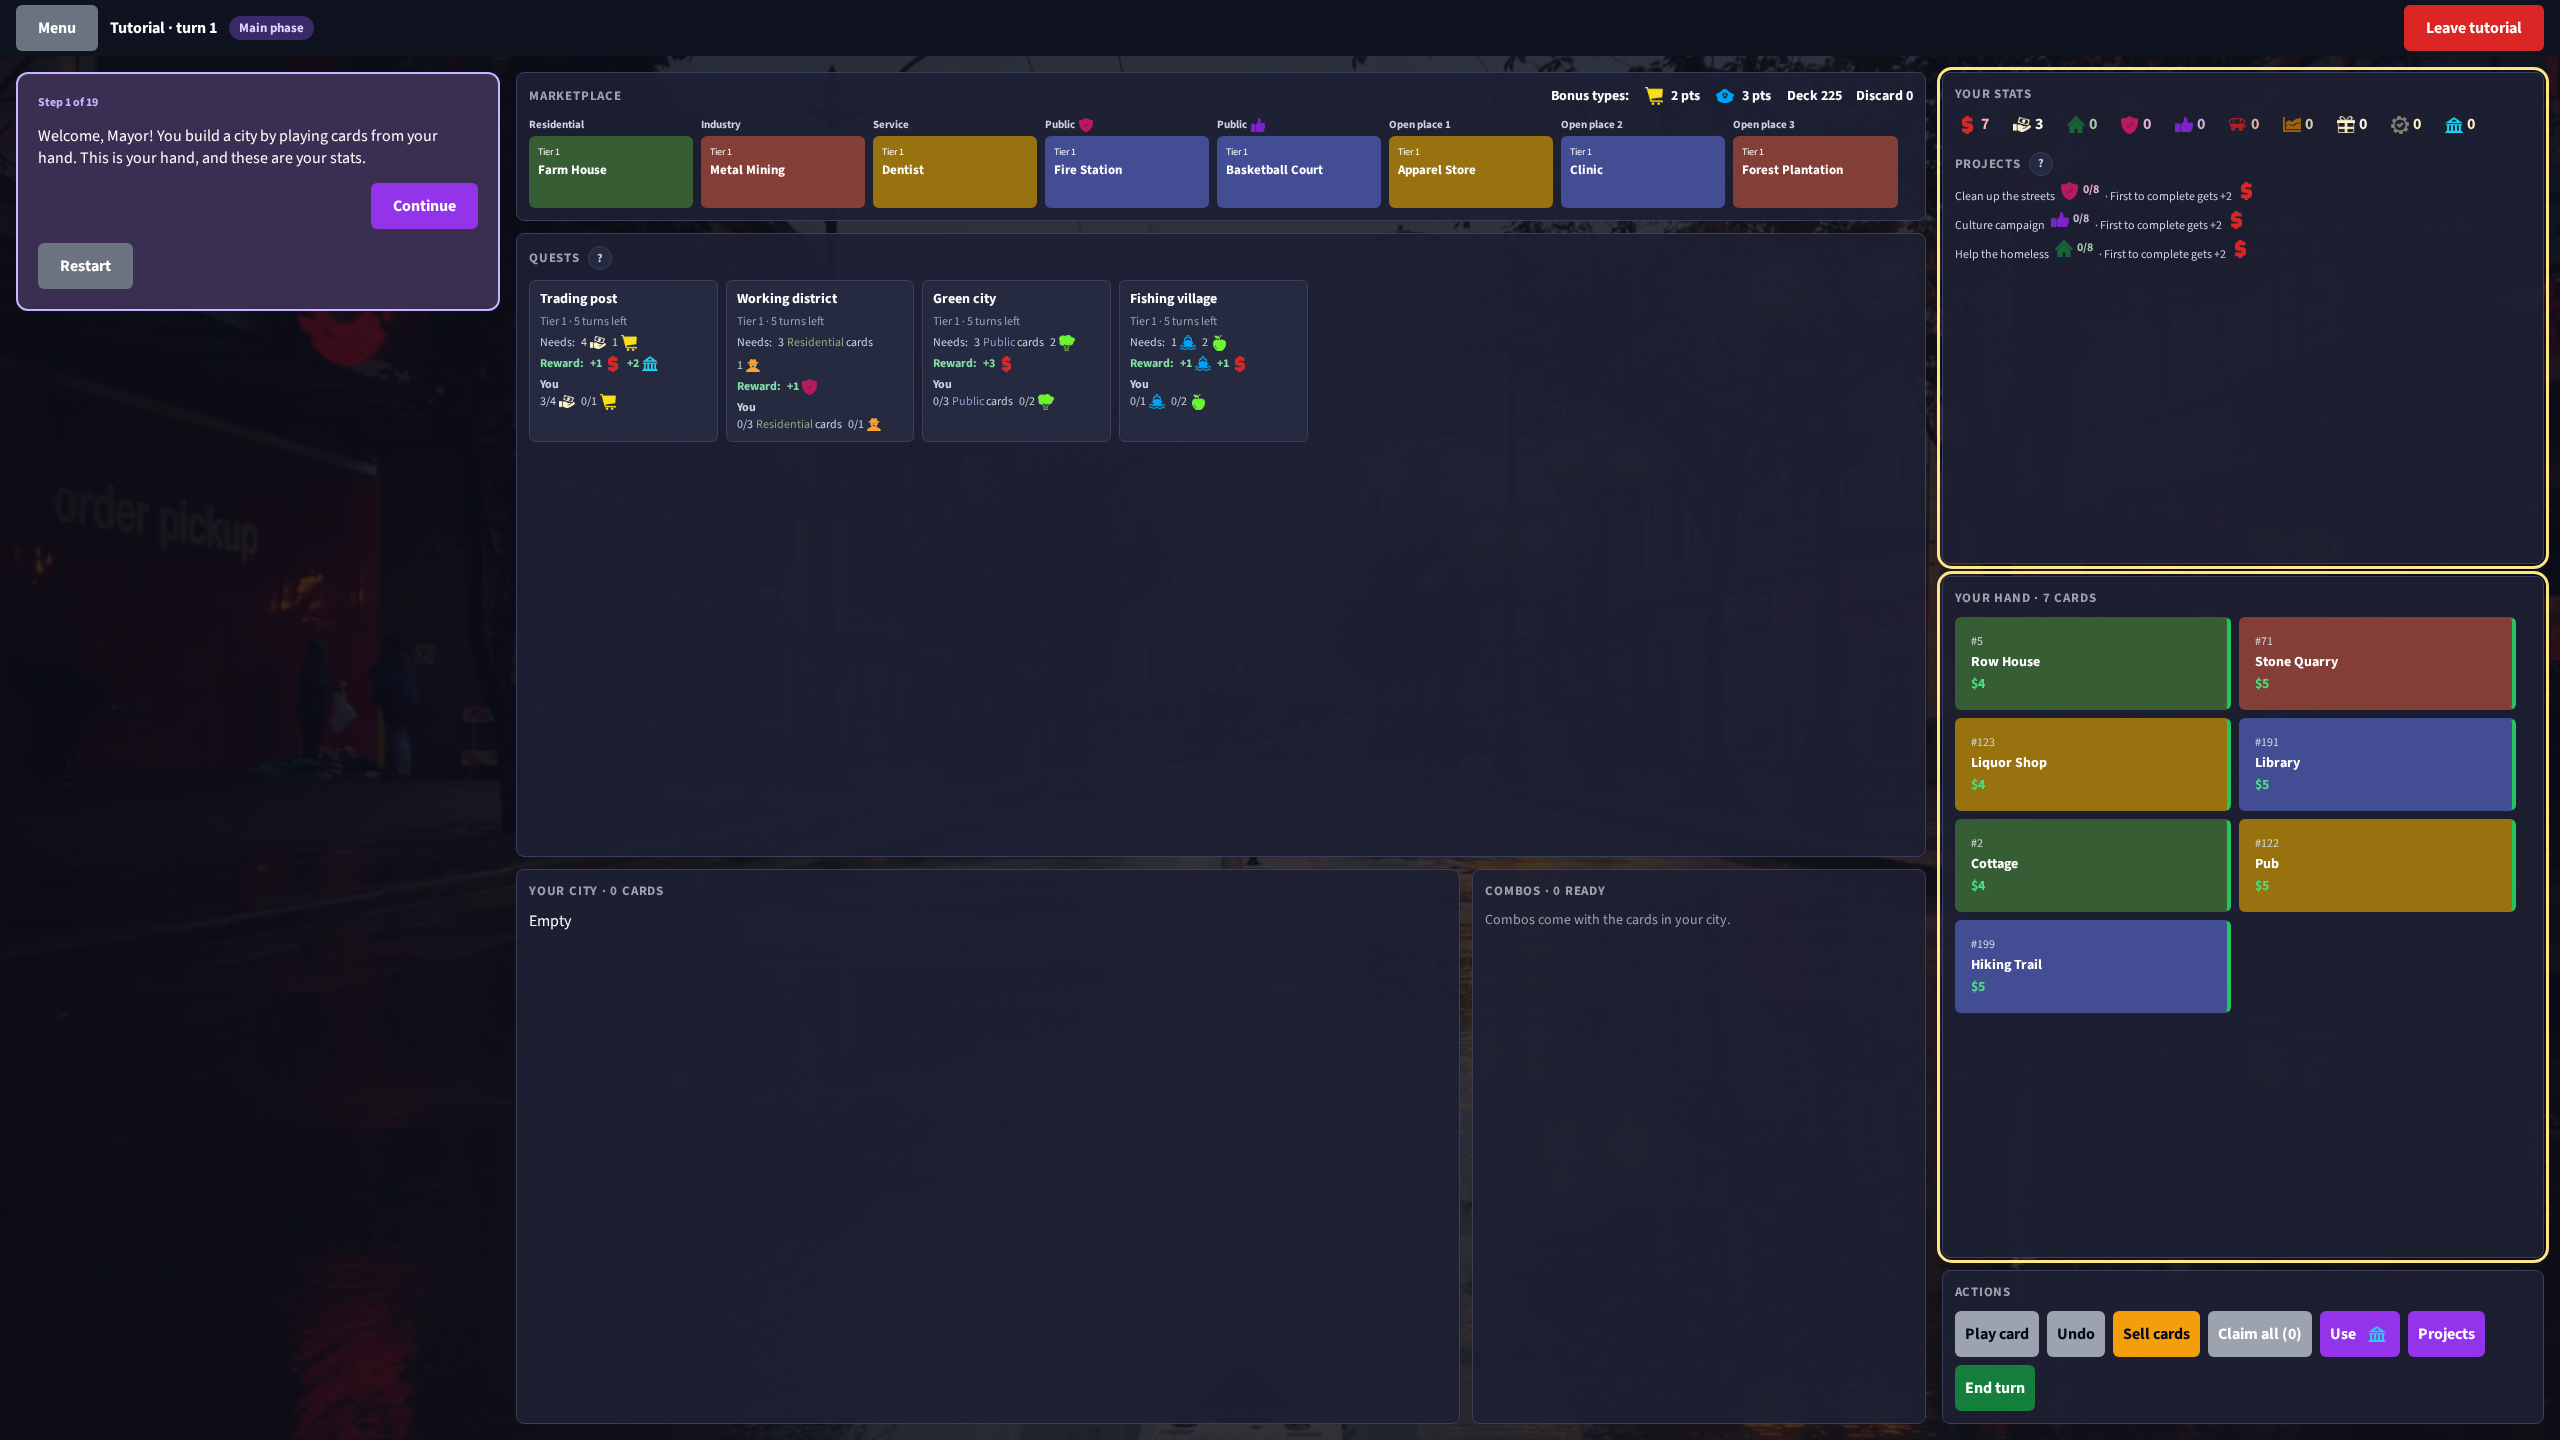 Menu
Tutorial · turn 1
Main phase
Leave tutorial
Step 1 of 19
Welcome, Mayor! You build a city by playing cards from your
hand. This is your hand, and these are your stats.
Continue
Restart
order pickup
MARKETPLACE
Bonus types: 2 pts 3 pts Deck 225 Discard 0
Residential
Tier 1
Farm House
Industry
Tier 1
Metal Mining
Service
Tier 1
Dentist
Public
Tier 1
Fire Station
Public
Tier 1
Basketball Court
Open place 1
Tier 1
Apparel Store
Open place 2
Tier 1
Clinic
Open place 3
Tier 1
Forest Plantation
QUESTS ?
Trading post
Tier 1 · 5 turns left
Needs: 4 1
Reward: +1 +2
You
3/4 0/1
Working district
Tier 1 · 5 turns left
Needs: 3 Residential cards
1
Reward: +1
You
0/3 Residential cards 0/1
Green city
Tier 1 · 5 turns left
Needs: 3 Public cards 2
Reward: +3
You
0/3 Public cards 0/2
Fishing village
Tier 1 · 5 turns left
Needs: 1 2
Reward: +1 +1
You
0/1 0/2
YOUR CITY · 0 CARDS
Empty
COMBOS · 0 READY
Combos come with the cards in your city.
YOUR STATS
7 3 0 0 0 0 0 0 0 0
PROJECTS ?
Clean up the streets 0/8 · First to complete gets +2
Culture campaign 0/8 · First to complete gets +2
Help the homeless 0/8 · First to complete gets +2
YOUR HAND · 7 CARDS
#5
Row House
$4
#71
Stone Quarry
$5
#123
Liquor Shop
$4
#191
Library
$5
#2
Cottage
$4
#122
Pub
$5
#199
Hiking Trail
$5
ACTIONS
Play card
Undo
Sell cards
Claim all (0)
Use
Projects
End turn